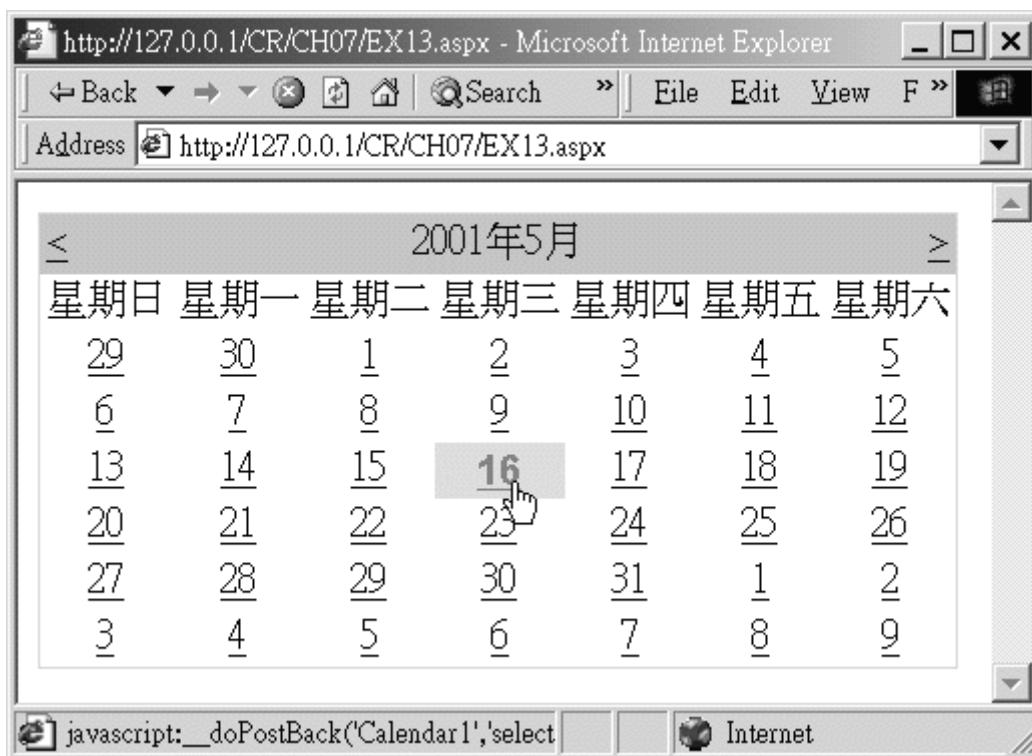 http://127.0.0.1/CR/CH07/EX13.aspx - Microsoft Internet Explorer
Back Search » File Edit View F »
Address http://127.0.0.1/CR/CH07/EX13.aspx
< 2001年5月 >
星期日 星期一 星期二 星期三 星期四 星期五 星期六
29 30 1 2 3 4 5
6 7 8 9 10 11 12
13 14 15 16 17 18 19
20 21 22 23 24 25 26
27 28 29 30 31 1 2
3 4 5 6 7 8 9
javascript:__doPostBack('Calendar1','select Internet